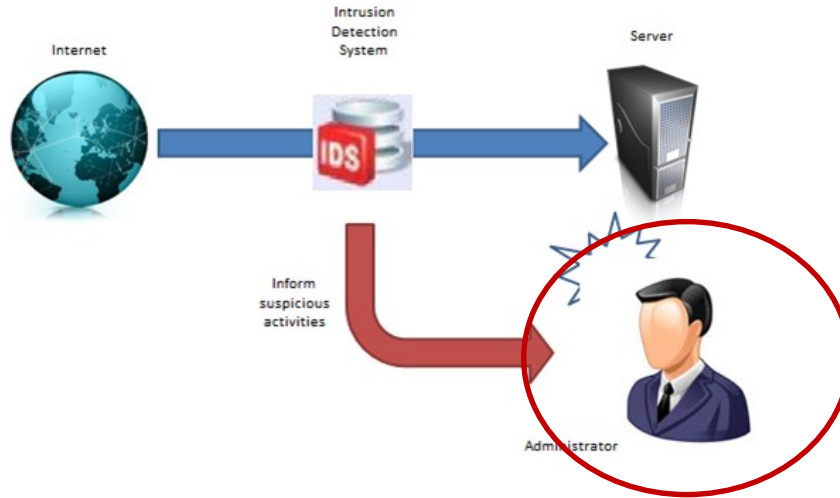 Internet
Intrusion
Detection
System
Server
IDS
Inform
suspicious
activities
Administrator